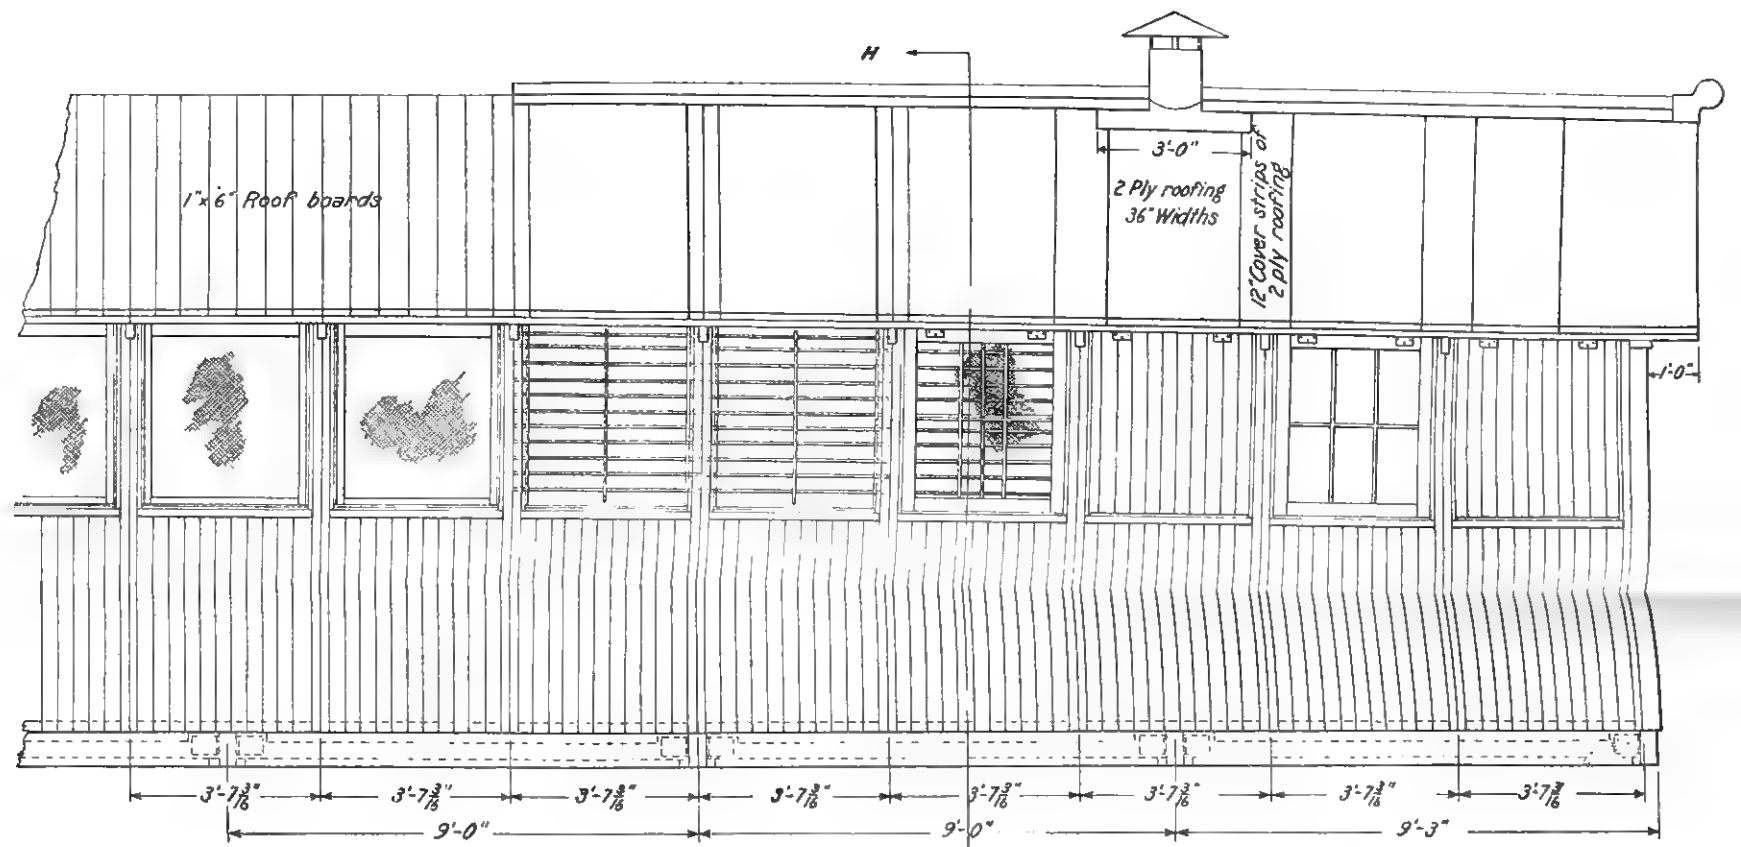 H
1" x 6" Roof boards
3'-0"
2 Ply roofing
36" Widths
12" Cover strips of
2 ply roofing
1'-0"
3'-7 3/16" 3'-7 3/16" 3'-7 3/16" 3'-7 3/16" 3'-7 3/16" 3'-7 3/16" 3'-7 3/16" 3'-7 3/16"
9'-0" 9'-0" 9'-3"